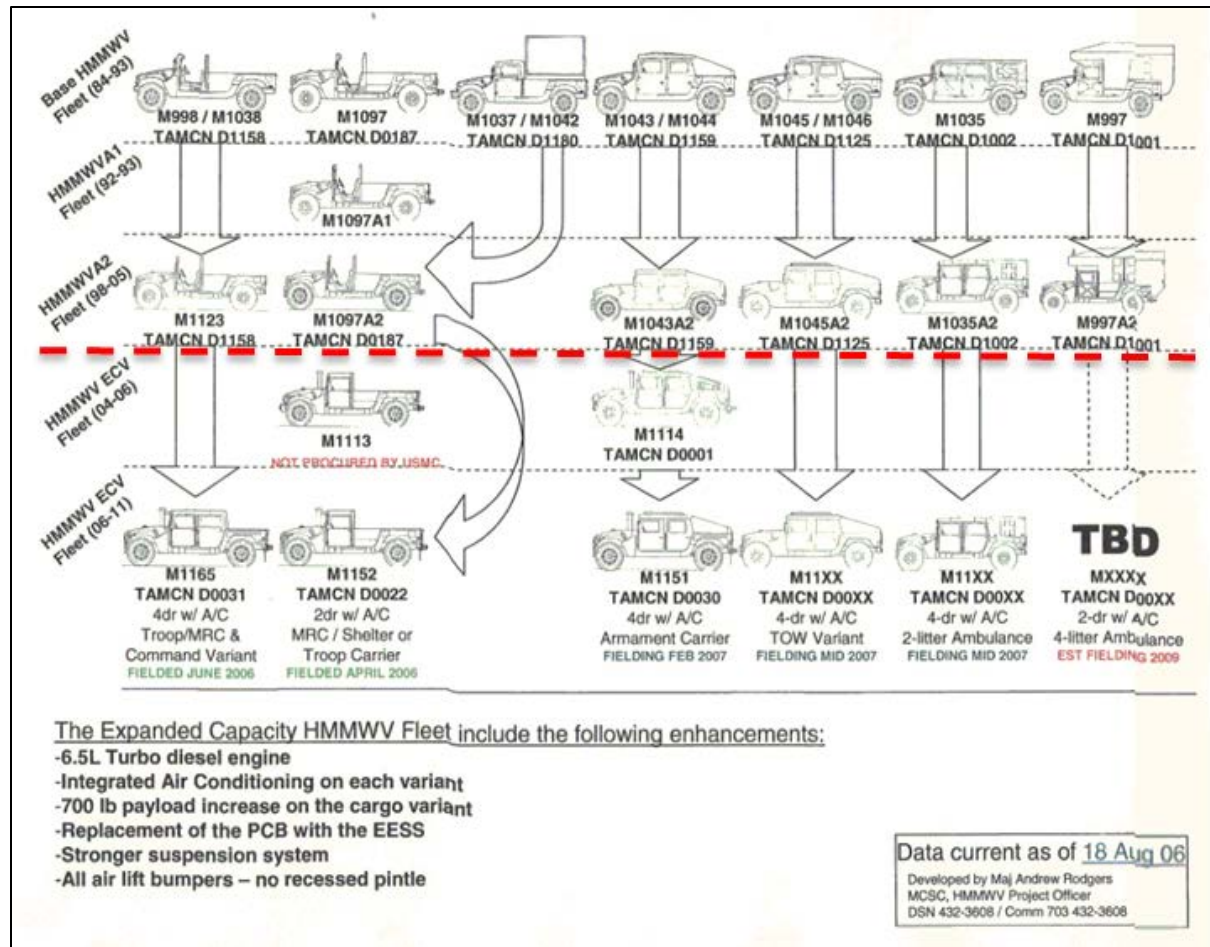 Base HMMWV
Fleet (84-93)
M998 / M1038
TAMCN D1158
M1097
TAMCN D0187
M1037 / M1042
TAMCN D1180
M1043 / M1044
TAMCN D1159
M1045 / M1046
TAMCN D1125
M1035
TAMCN D1002
M997
TAMCN D1001
HMMWVA1
Fleet (92-93)
M1097A1
HMMWVA2
Fleet (98-05)
M1123
TAMCN D1158
M1097A2
TAMCN D0187
M1043A2
TAMCN D1159
M1045A2
TAMCN D1125
M1035A2
TAMCN D1002
M997A2
TAMCN D1001
HMMWV ECV
Fleet (04-06)
M1113
NOT PROCURED BY USMC
M1114
TAMCN D0001
HMMWV ECV
Fleet (06-11)
M1165
TAMCN D0031
4dr w/ A/C
Troop/MRC &
Command Variant
FIELDED JUNE 2006
M1152
TAMCN D0022
2dr w/ A/C
MRC / Shelter or
Troop Carrier
FIELDED APRIL 2006
M1151
TAMCN D0030
4dr w/ A/C
Armament Carrier
FIELDING FEB 2007
M11XX
TAMCN D00XX
4-dr w/ A/C
TOW Variant
FIELDING MID 2007
M11XX
TAMCN D00XX
4-dr w/ A/C
2-litter Ambulance
FIELDING MID 2007
TBD
MXXXX
TAMCN D00XX
2-dr w/ A/C
4-litter Ambulance
EST FIELDING 2009
The Expanded Capacity HMMWV Fleet include the following enhancements:
-6.5L Turbo diesel engine
-Integrated Air Conditioning on each variant
-700 lb payload increase on the cargo variant
-Replacement of the PCB with the EESS
-Stronger suspension system
-All air lift bumpers – no recessed pintle
Data current as of 18 Aug 06
Developed by Maj Andrew Rodgers
MCSC, HMMWV Project Officer
DSN 432-3608 / Comm 703 432-3608